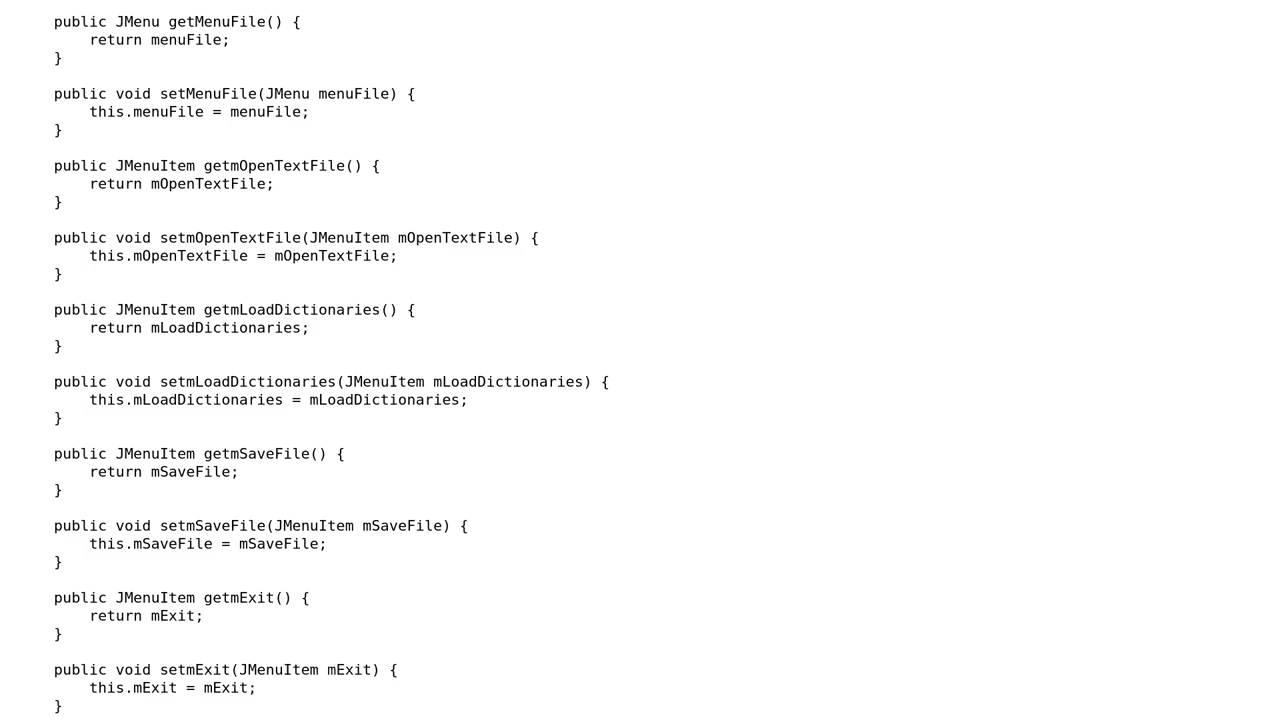 public JMenu getMenuFile() {
return menuFile;
}
public void setMenuFile(JMenu menuFile) {
this.menuFile = menuFile;
}
public JMenuItem getmOpenTextFile() {
return mOpenTextFile;
}
public void setmOpenTextFile(JMenuItem mOpenTextFile) {
this.mOpenTextFile = mOpenTextFile;
}
public JMenuItem getmLoadDictionaries() {
return mLoadDictionaries;
}
public void setmLoadDictionaries(JMenuItem mLoadDictionaries) {
this.mLoadDictionaries = mLoadDictionaries;
}
public JMenuItem getmSaveFile() {
return mSaveFile;
}
public void setmSaveFile(JMenuItem mSaveFile) {
this.mSaveFile = mSaveFile;
}
public JMenuItem getmExit() {
return mExit;
}
public void setmExit(JMenuItem mExit) {
this.mExit = mExit;
}